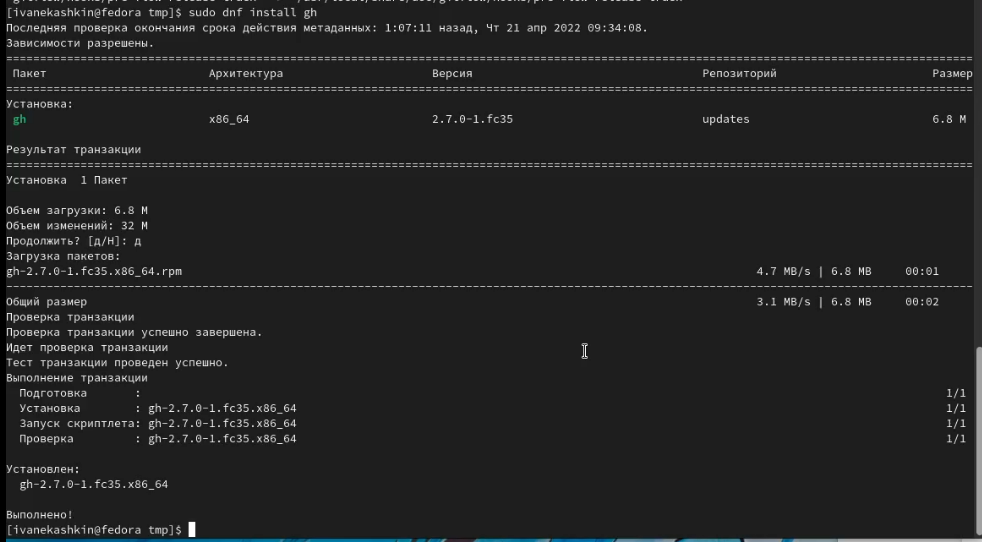 [ivanekashkin@fedora tmp]$ sudo dnf install gh
Последняя проверка окончания срока действия метаданных: 1:07:11 назад, Чт 21 апр 2022 09:34:08.
Зависимости разрешены.
================================================================================
Пакет Архитектура Версия Репозиторий Размер
================================================================================
Установка:
gh x86_64 2.7.0-1.fc35 updates 6.8 M
Результат транзакции
================================================================================
Установка 1 Пакет
Объем загрузки: 6.8 M
Объем изменений: 32 M
Продолжить? [д/Н]: д
Загрузка пакетов:
gh-2.7.0-1.fc35.x86_64.rpm 4.7 MB/s | 6.8 MB 00:01
--------------------------------------------------------------------------------
Общий размер 3.1 MB/s | 6.8 MB 00:02
Проверка транзакции
Проверка транзакции успешно завершена.
Идет проверка транзакции
Тест транзакции проведен успешно.
Выполнение транзакции
Подготовка : 1/1
Установка : gh-2.7.0-1.fc35.x86_64 1/1
Запуск скриптлета: gh-2.7.0-1.fc35.x86_64 1/1
Проверка : gh-2.7.0-1.fc35.x86_64 1/1
Установлен:
gh-2.7.0-1.fc35.x86_64
Выполнено!
[ivanekashkin@fedora tmp]$